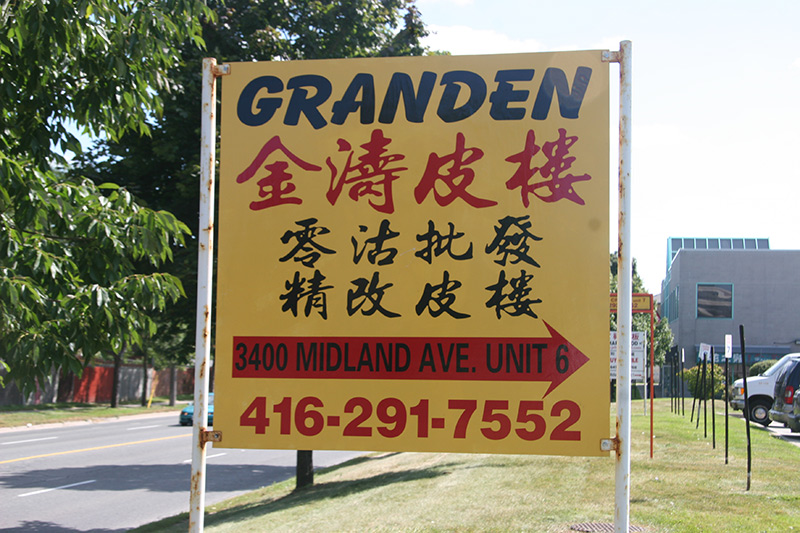 GRANDEN LTD
金濤皮樓
零沽批發
精改皮樓
3400 MIDLAND AVE. UNIT 6
416-291-7552